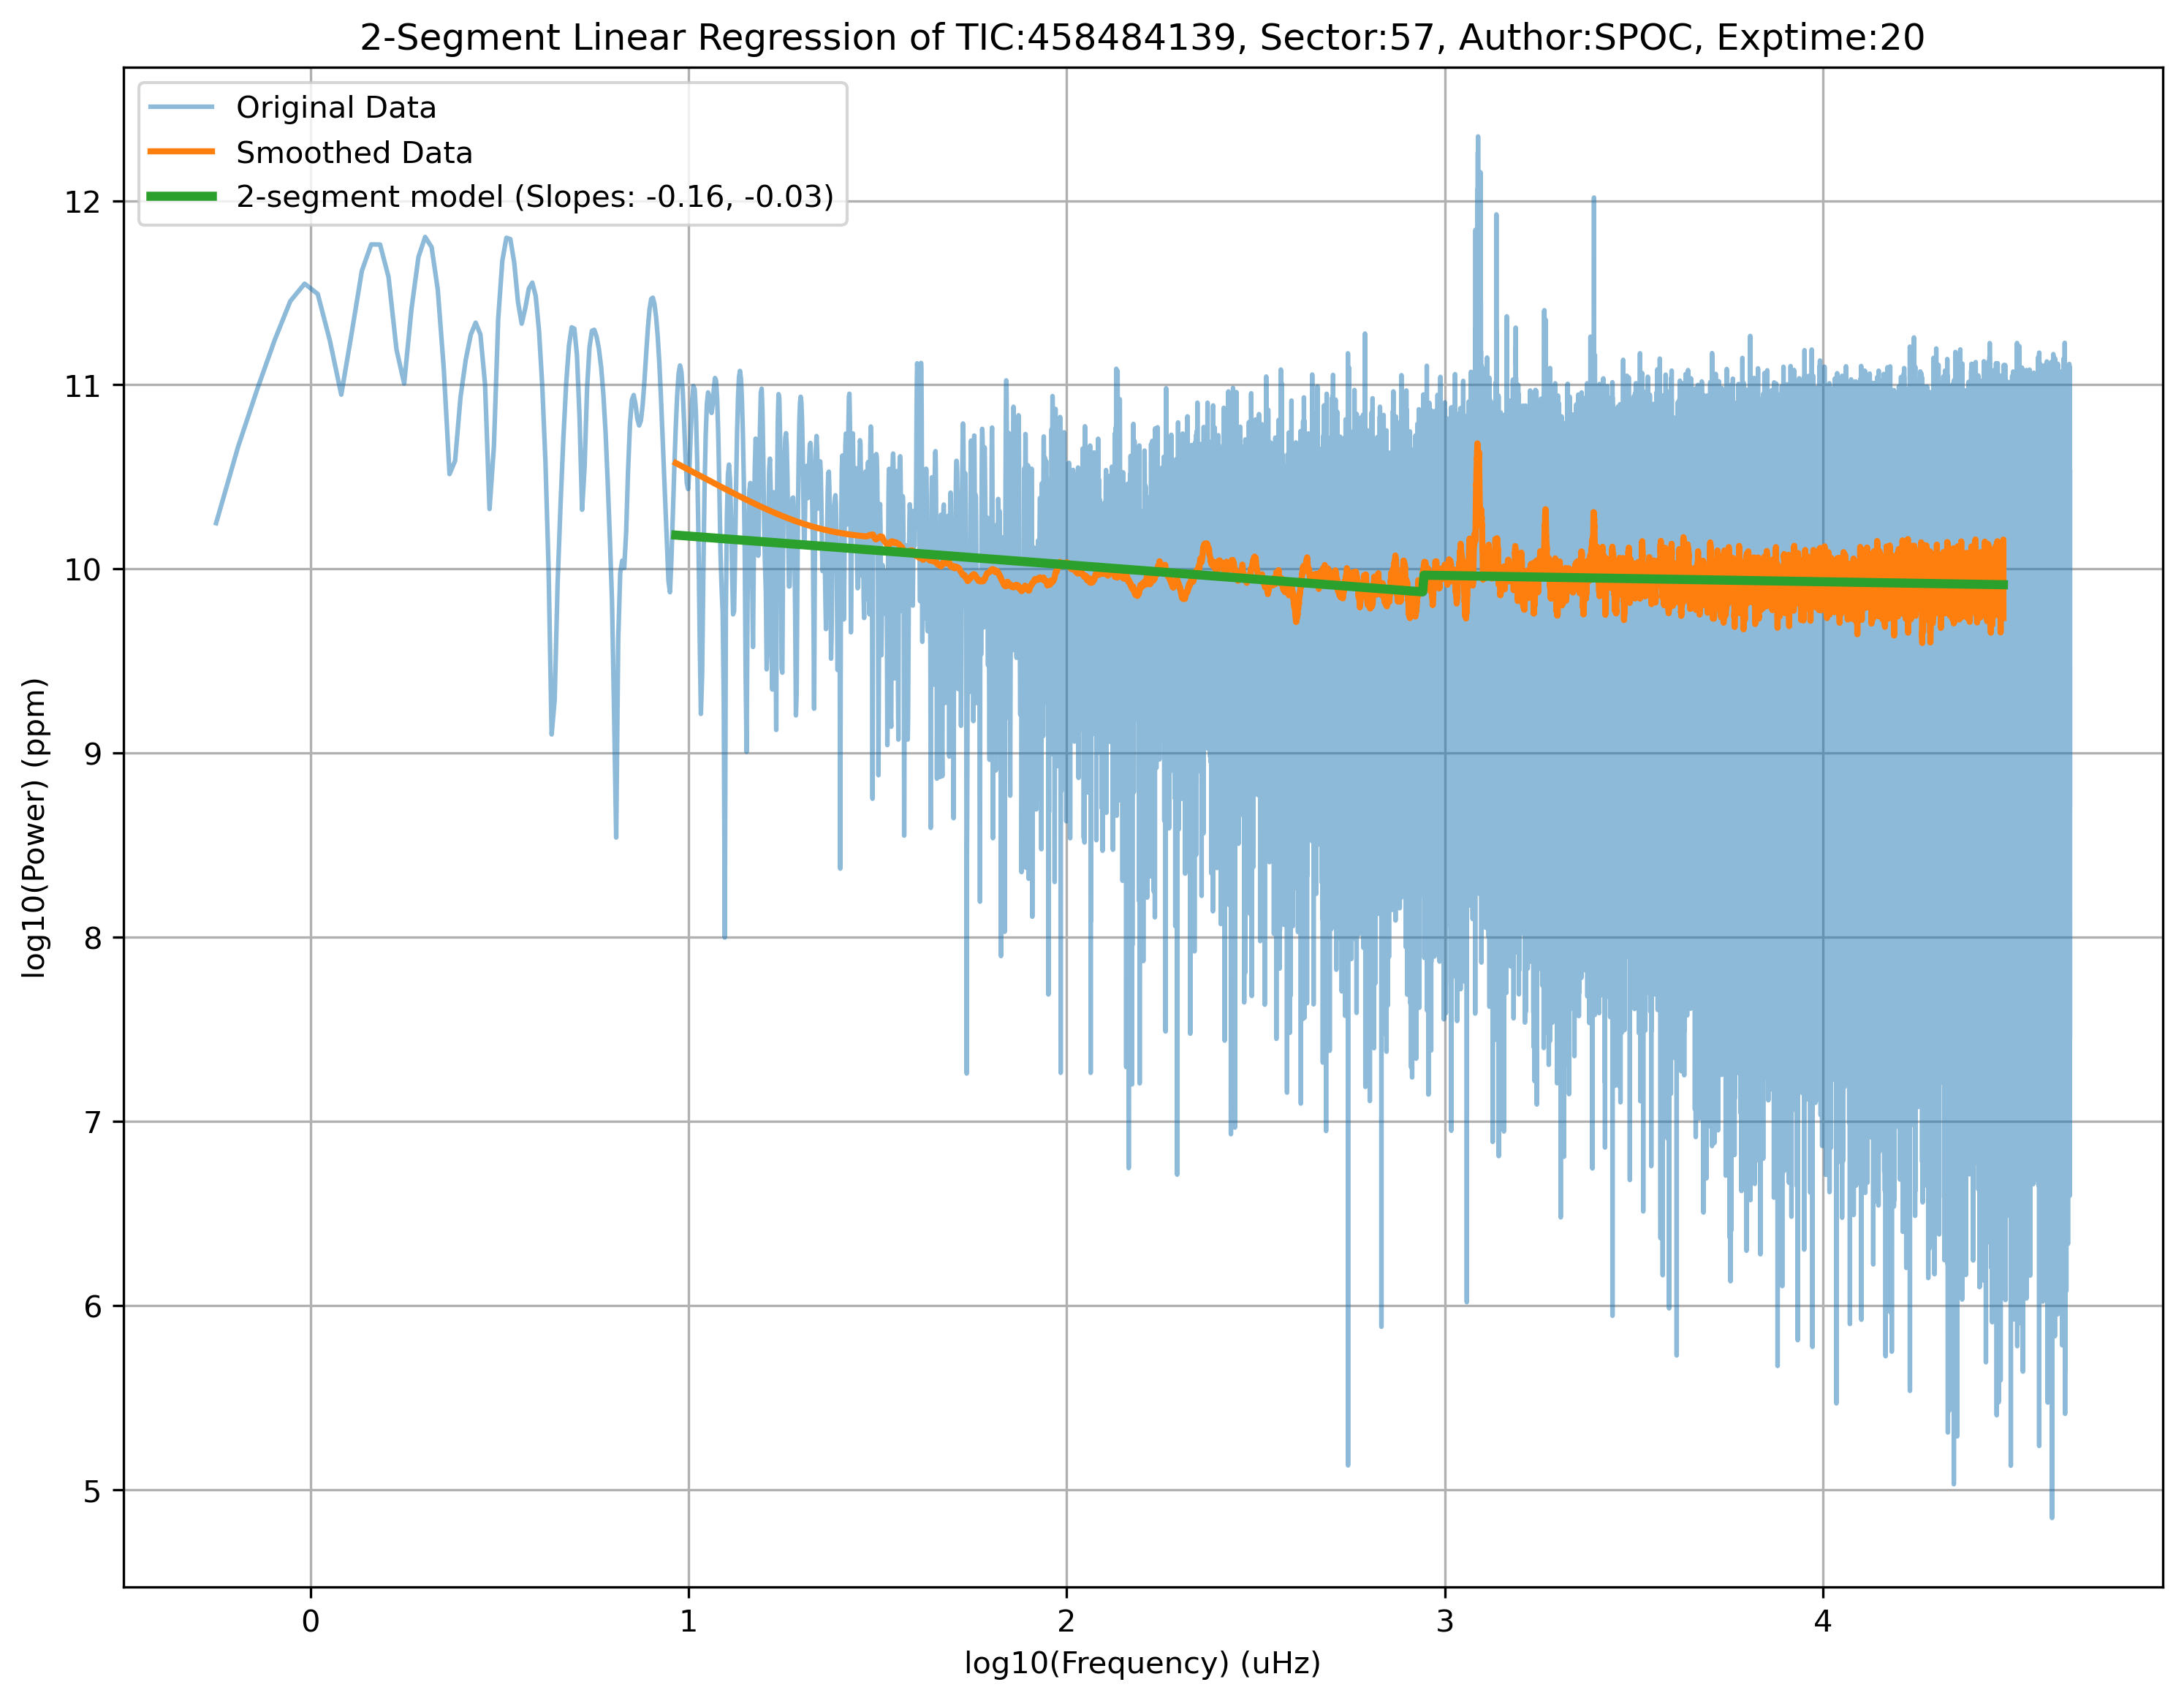 2-Segment Linear Regression of TIC:458484139, Sector:57, Author:SPOC, Exptime:20
Original Data
Smoothed Data
2-segment model (Slopes: -0.16, -0.03)
12
11
10
9
8
7
6
5
log10(Power) (ppm)
0 1 2 3 4
log10(Frequency) (uHz)